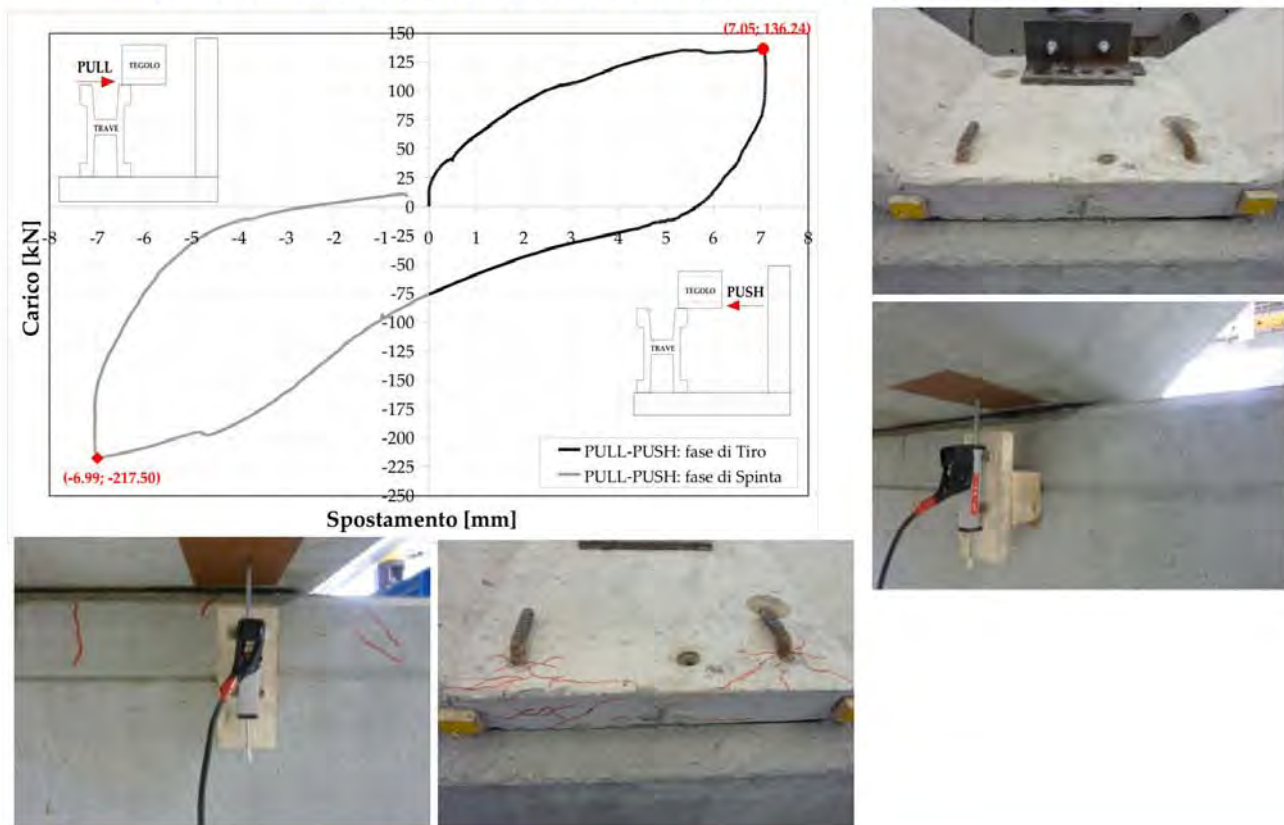 (7.05; 136.24)
150
125
100
75
50
25
0
-25
-50
-75
-100
-125
-150
-175
-200
-225
-250
-8 -7 -6 -5 -4 -3 -2 -1 0 1 2 3 4 5 6 7 8
Carico [kN]
Spostamento [mm]
PULL
TEGOLO
TRAVE
TEGOLO
PUSH
TRAVE
PULL-PUSH: fase di Tiro
PULL-PUSH: fase di Spinta
(-6.99; -217.50)